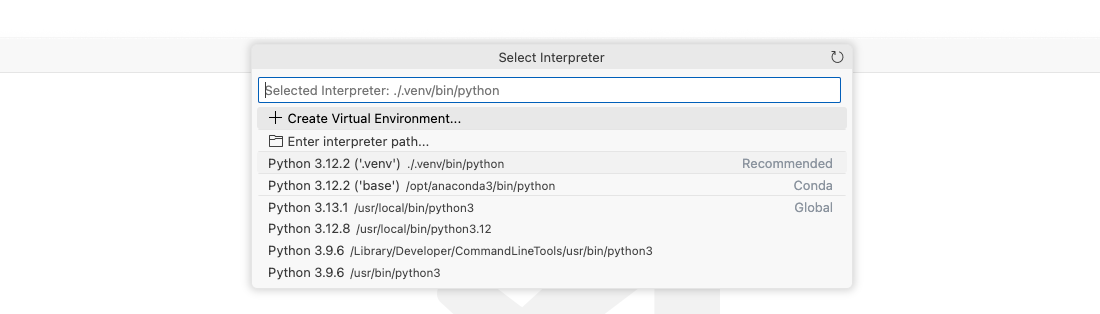 Select Interpreter
Selected Interpreter: ./.venv/bin/python
Create Virtual Environment...
Enter interpreter path...
Python 3.12.2 ('.venv') ./.venv/bin/python Recommended
Python 3.12.2 ('base') /opt/anaconda3/bin/python Conda
Python 3.13.1 /usr/local/bin/python3 Global
Python 3.12.8 /usr/local/bin/python3.12
Python 3.9.6 /Library/Developer/CommandLineTools/usr/bin/python3
Python 3.9.6 /usr/bin/python3